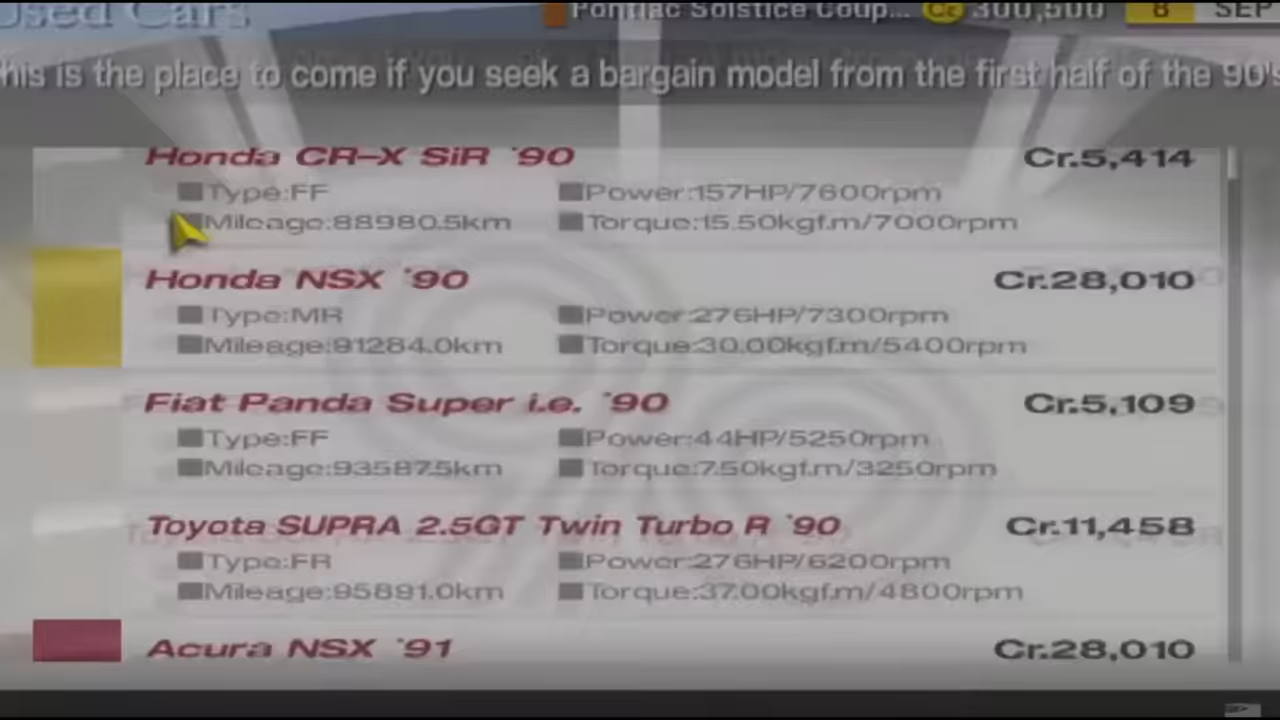 Used Cars
Pontiac Solstice Coup... Cr 300,500 8 SEP
his is the place to come if you seek a bargain model from the first half of the 90's
Honda CR-X SiR `90 Cr.5,414
Type:FF Power:157HP/7600rpm
Mileage:88980.5km Torque:15.50kgf.m/7000rpm
Honda NSX `90 Cr.28,010
Type:MR Power:276HP/7300rpm
Mileage:91284.0km Torque:30.00kgf.m/5400rpm
Fiat Panda Super i.e. `90 Cr.5,109
Type:FF Power:44HP/5250rpm
Mileage:93587.5km Torque:7.50kgf.m/3250rpm
Toyota SUPRA 2.5GT Twin Turbo R `90 Cr.11,458
Type:FR Power:276HP/6200rpm
Mileage:95891.0km Torque:37.00kgf.m/4800rpm
Acura NSX `91 Cr.28,010